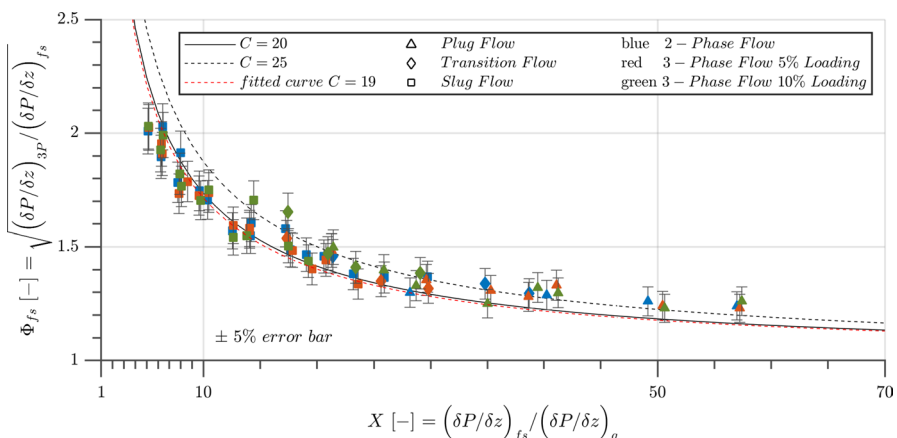 2.5
2
1.5
1
1
10
50
70
Φ_fs [−] = √((δP/δz)_3P/(δP/δz)_fs)
C = 20
C = 25
fitted curve C = 19
Plug Flow
Transition Flow
Slug Flow
blue 2 − Phase Flow
red 3 − Phase Flow 5% Loading
green 3 − Phase Flow 10% Loading
± 5% error bar
X [−] = (δP/δz)_fs/(δP/δz)_g